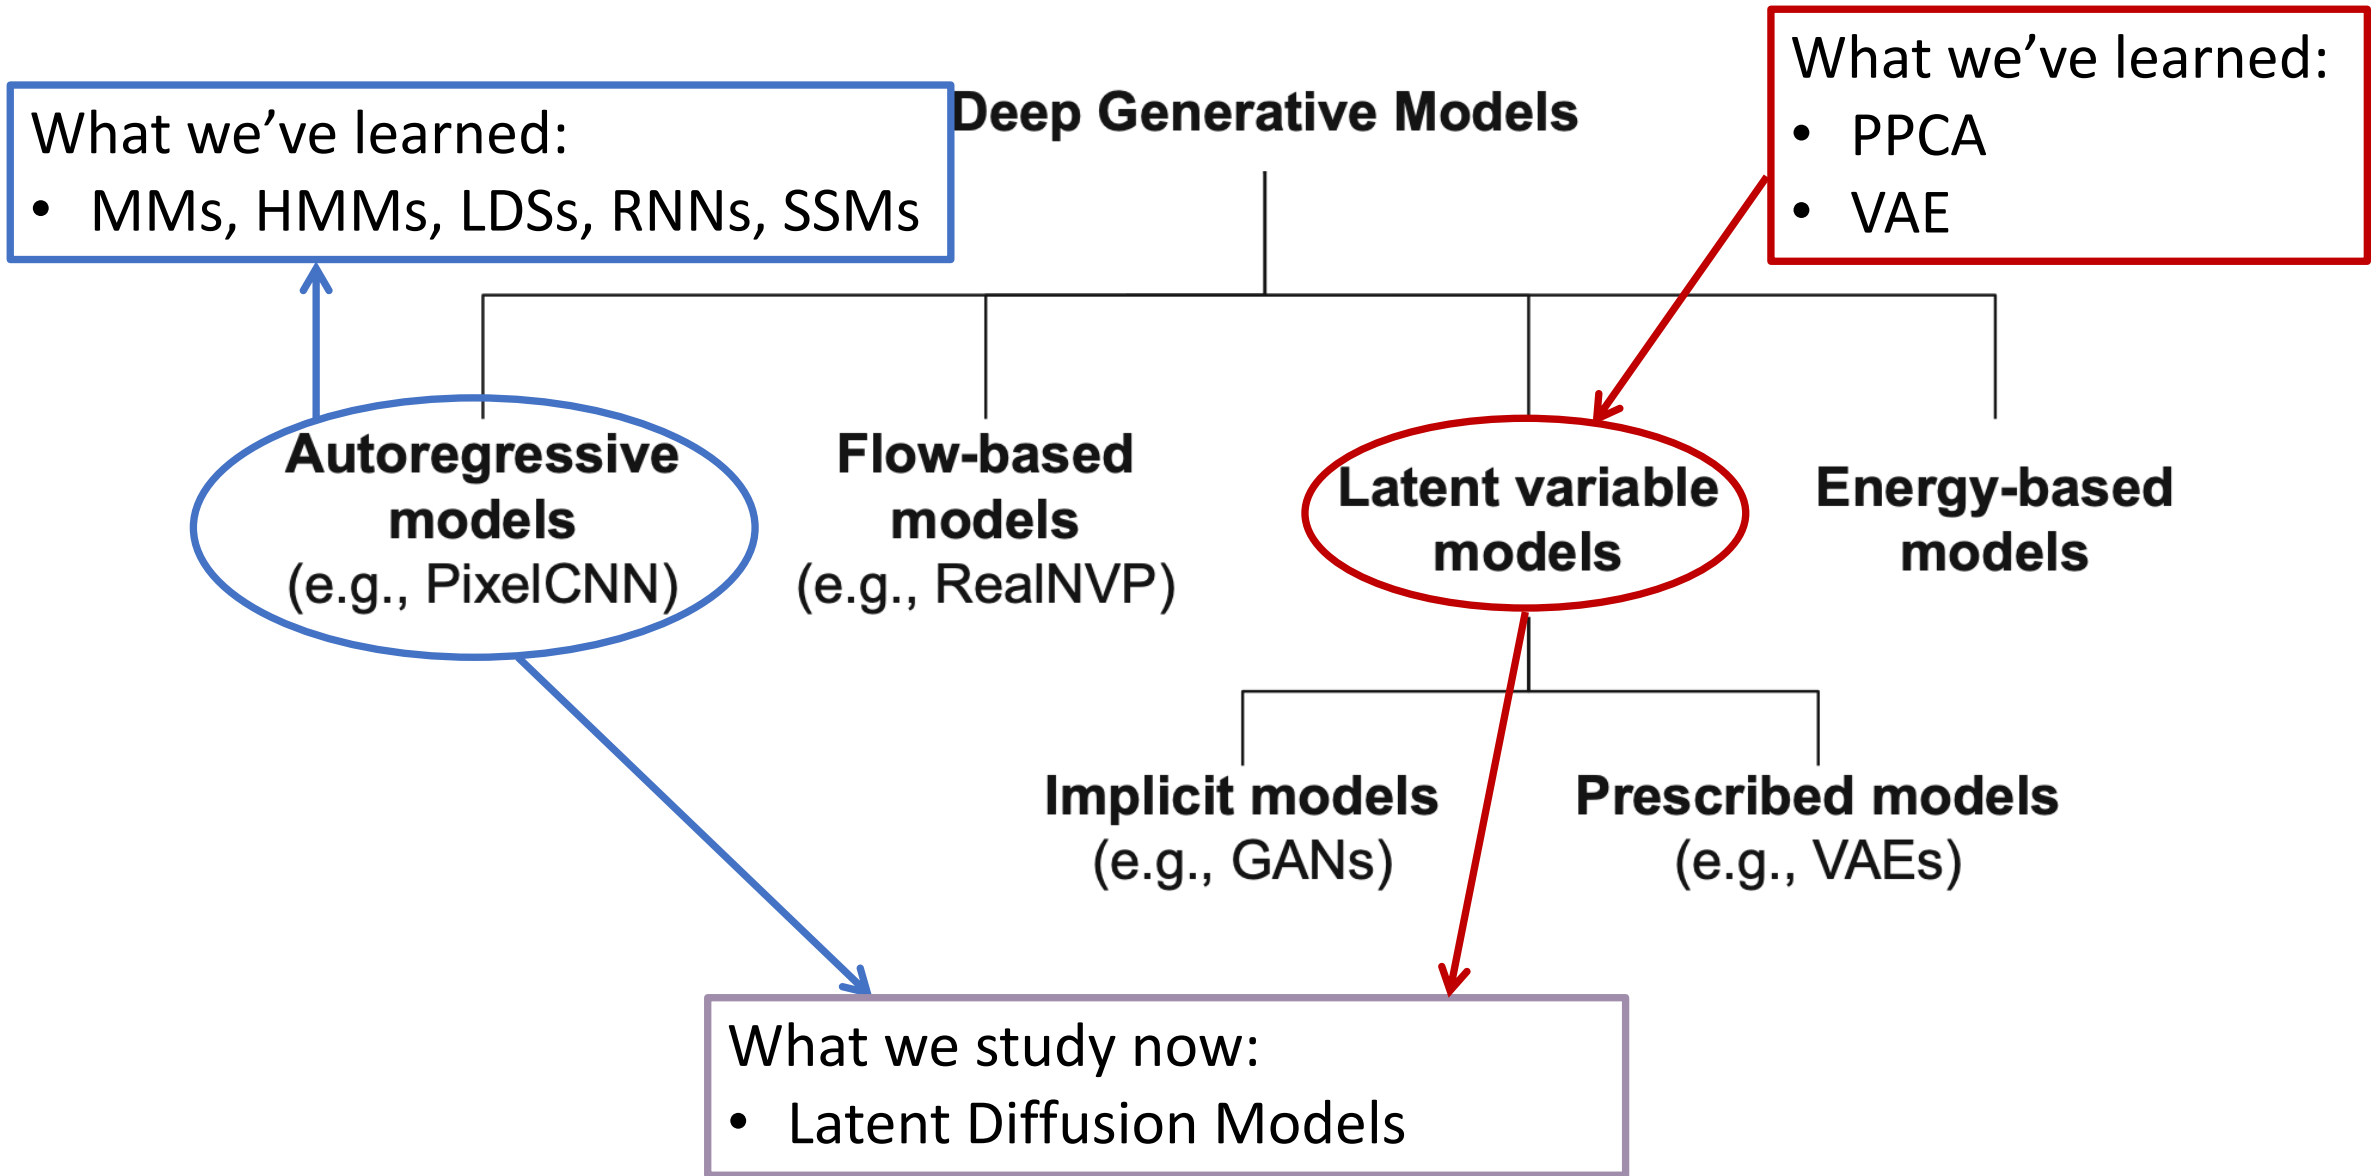 Deep Generative Models
What we’ve learned:
• MMs, HMMs, LDSs, RNNs, SSMs
What we’ve learned:
• PPCA
• VAE
Autoregressive
models
(e.g., PixelCNN)
Flow-based
models
(e.g., RealNVP)
Latent variable
models
Energy-based
models
Implicit models
(e.g., GANs)
Prescribed models
(e.g., VAEs)
What we study now:
• Latent Diffusion Models